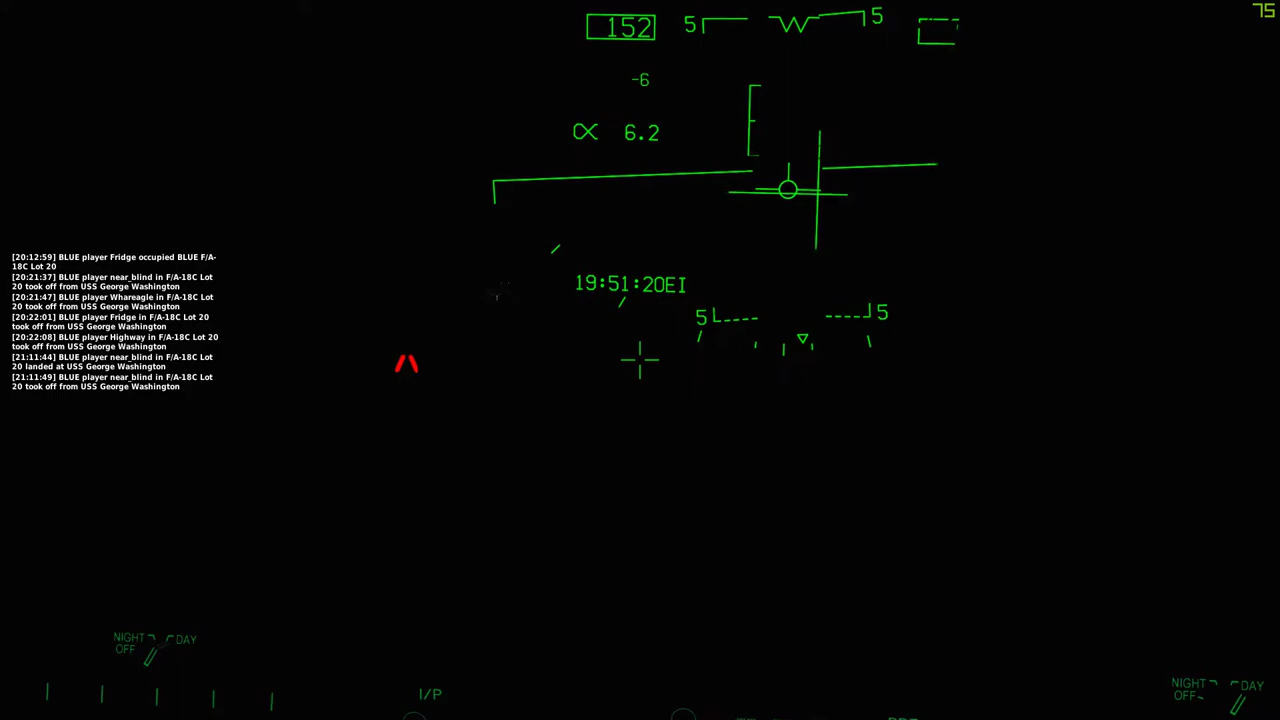 75
152
5 5
-6
∝ 6.2
[20:12:59] BLUE player Fridge occupied BLUE F/A-
18C Lot 20
[20:21:37] BLUE player near_blind in F/A-18C Lot
20 took off from USS George Washington
[20:21:47] BLUE player Whareagle in F/A-18C Lot
20 took off from USS George Washington
[20:22:01] BLUE player Fridge in F/A-18C Lot 20
took off from USS George Washington
[20:22:08] BLUE player Highway in F/A-18C Lot 20
took off from USS George Washington
[21:11:44] BLUE player near_blind in F/A-18C Lot
20 landed at USS George Washington
[21:11:49] BLUE player near_blind in F/A-18C Lot
20 took off from USS George Washington
19:51:20EI
5 5
NIGHT DAY
OFF
I/P
NIGHT DAY
OFF